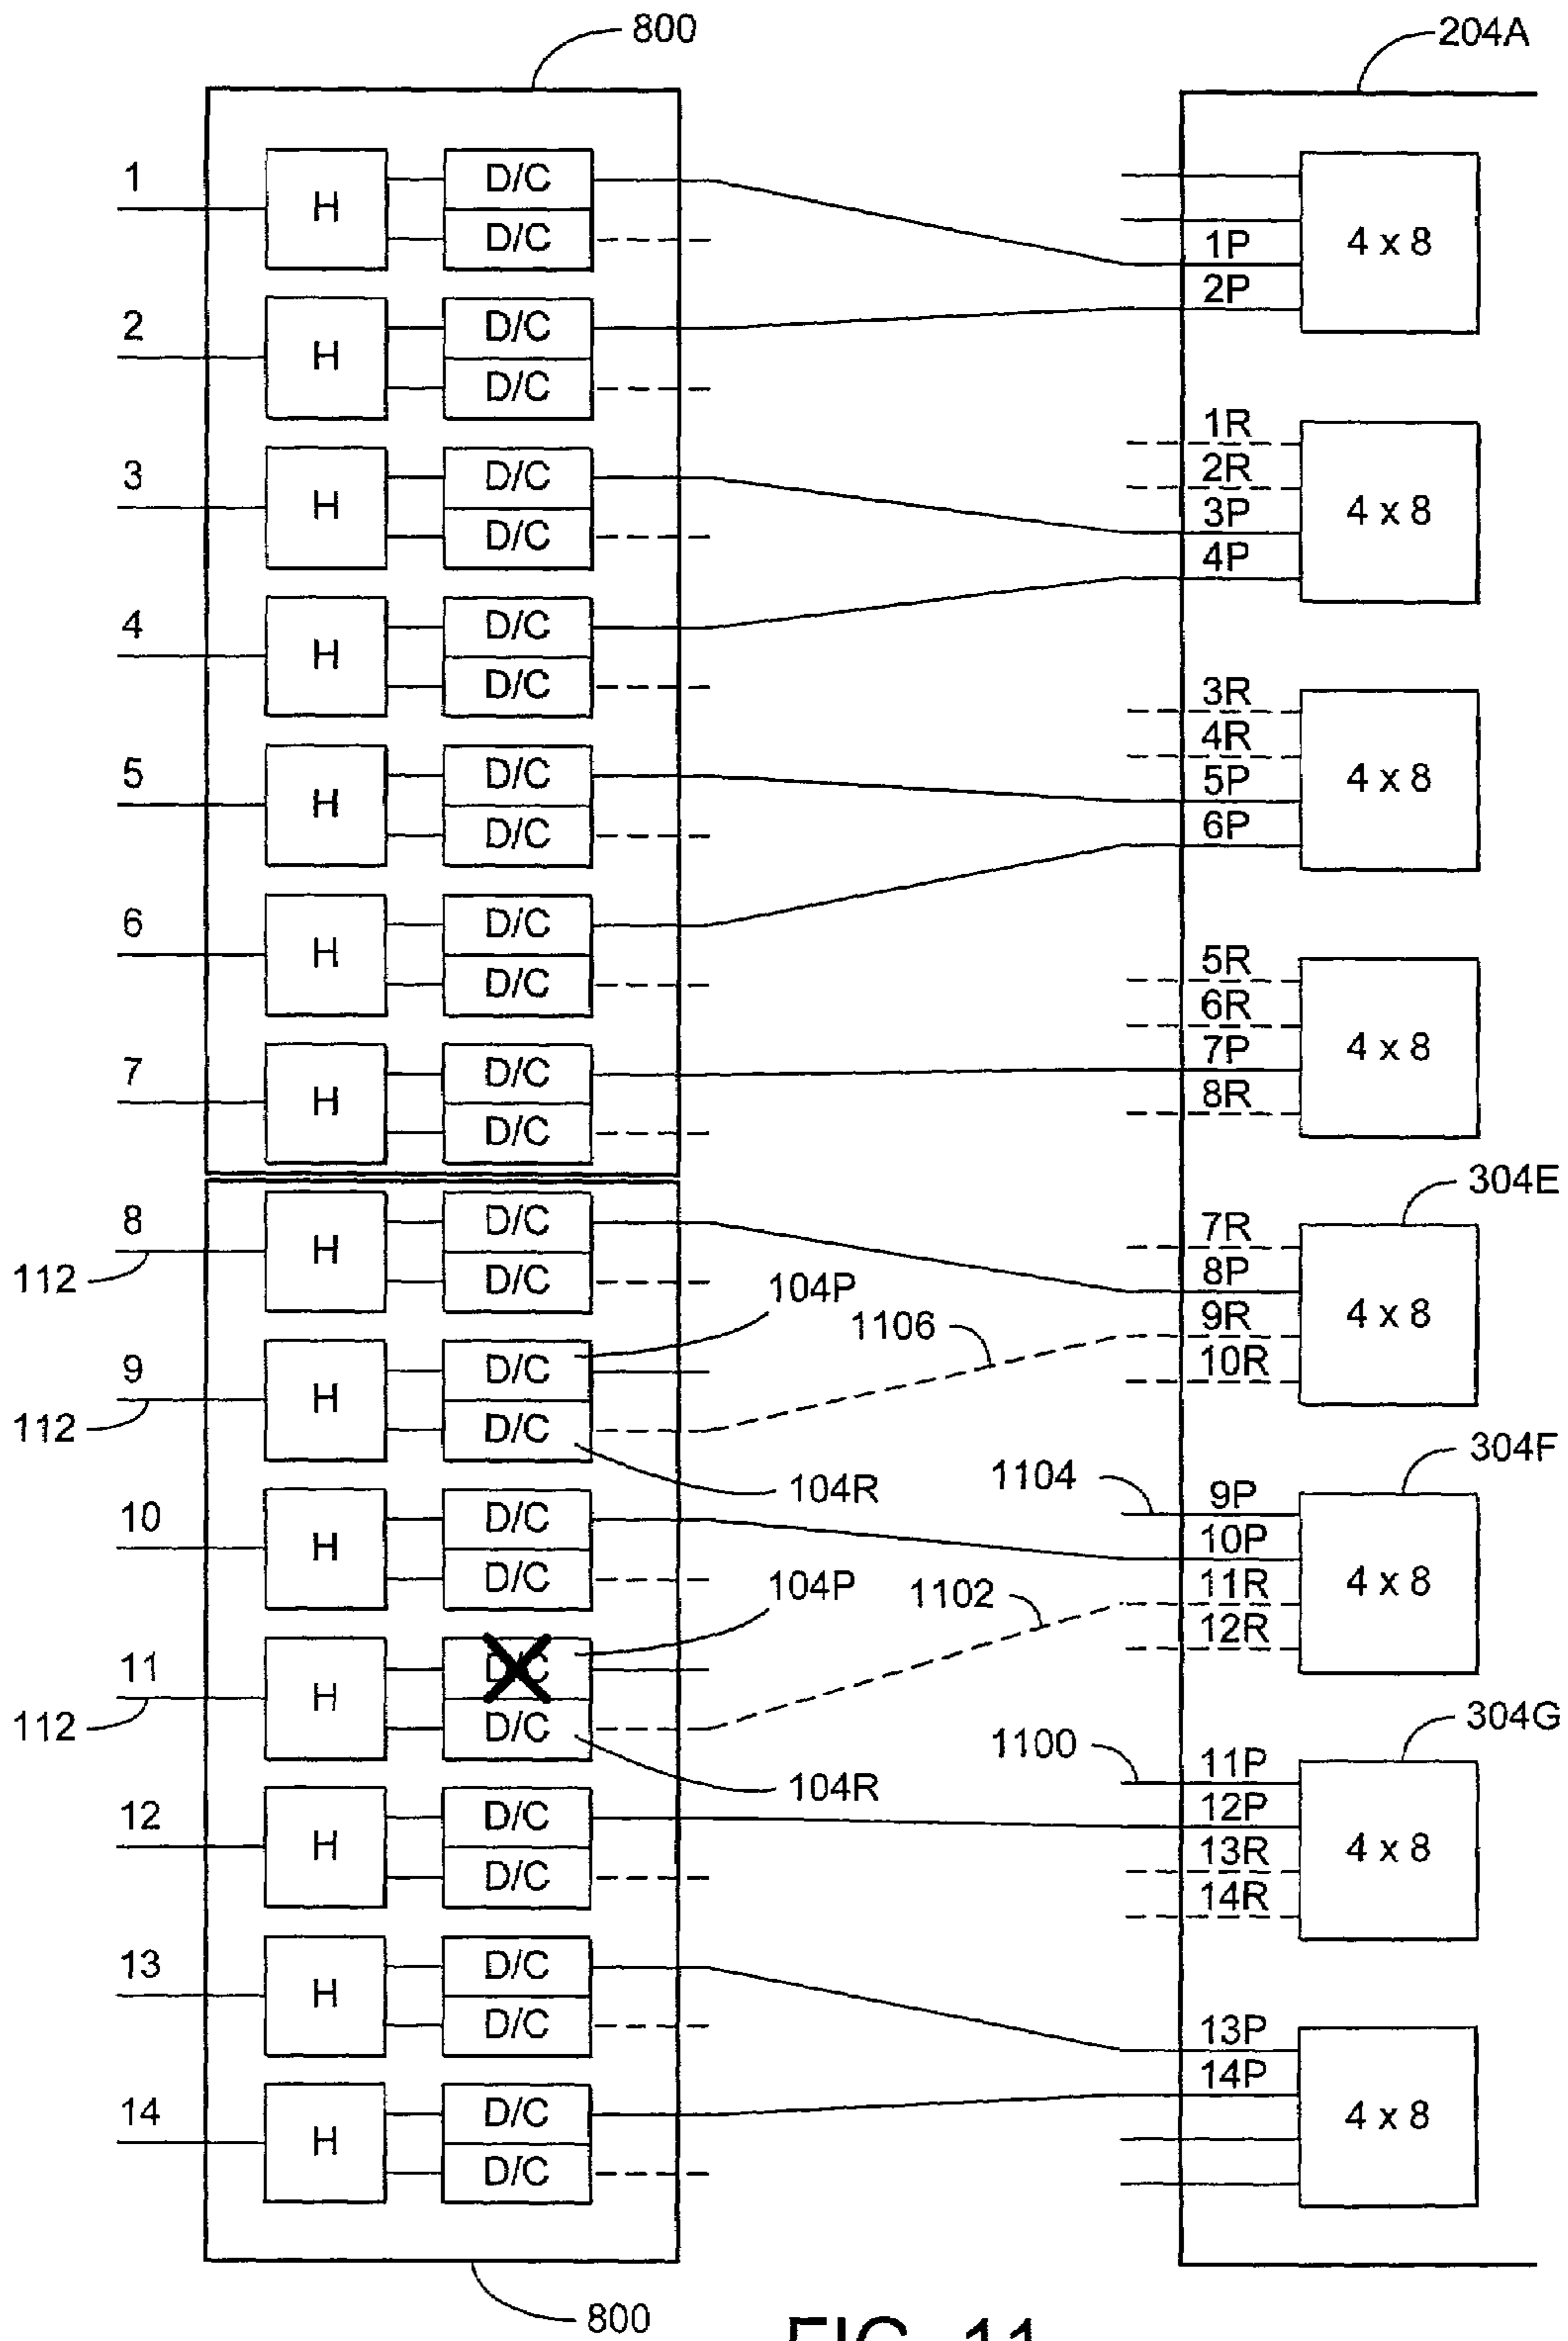 800
204A
1
H
D/C
D/C
1P
2P
4 x 8
2
H
D/C
D/C
3
H
D/C
D/C
1R
2R
3P
4P
4 x 8
4
H
D/C
D/C
5
H
D/C
D/C
3R
4R
5P
6P
4 x 8
6
H
D/C
D/C
7
H
D/C
D/C
5R
6R
7P
8R
4 x 8
8
112
H
D/C
D/C
304E
7R
8P
9R
10R
4 x 8
104P
1106
9
112
H
D/C
D/C
104R
1104
304F
9P
10P
11R
12R
4 x 8
10
H
D/C
D/C
104P
1102
11
112
H
D/C
D/C
104R
1100
304G
11P
12P
13R
14R
4 x 8
12
H
D/C
D/C
13
H
D/C
D/C
13P
14P
4 x 8
14
H
D/C
D/C
800
FIG. 11